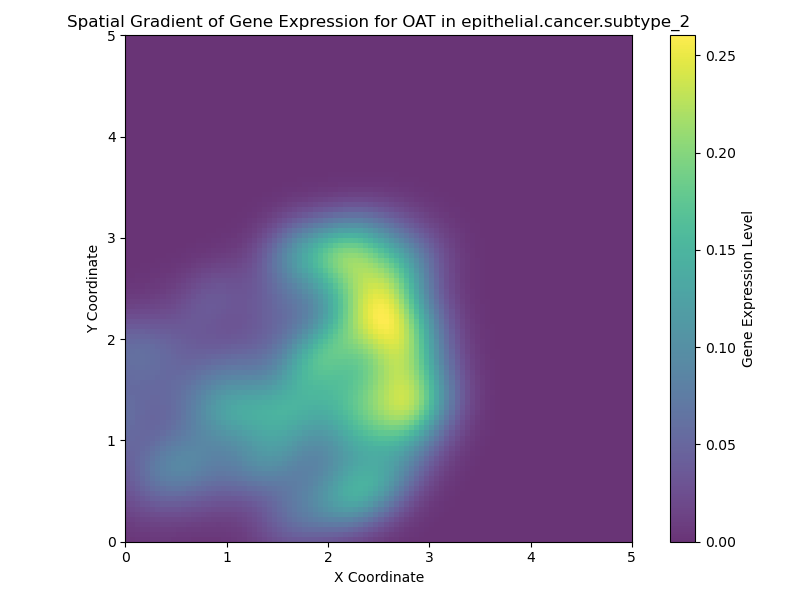 Spatial Gradient of Gene Expression for OAT in epithelial.cancer.subtype_2
5
4
3
2
1
0
Y Coordinate
0 1 2 3 4 5
X Coordinate
0.25
0.20
0.15
0.10
0.05
0.00
Gene Expression Level